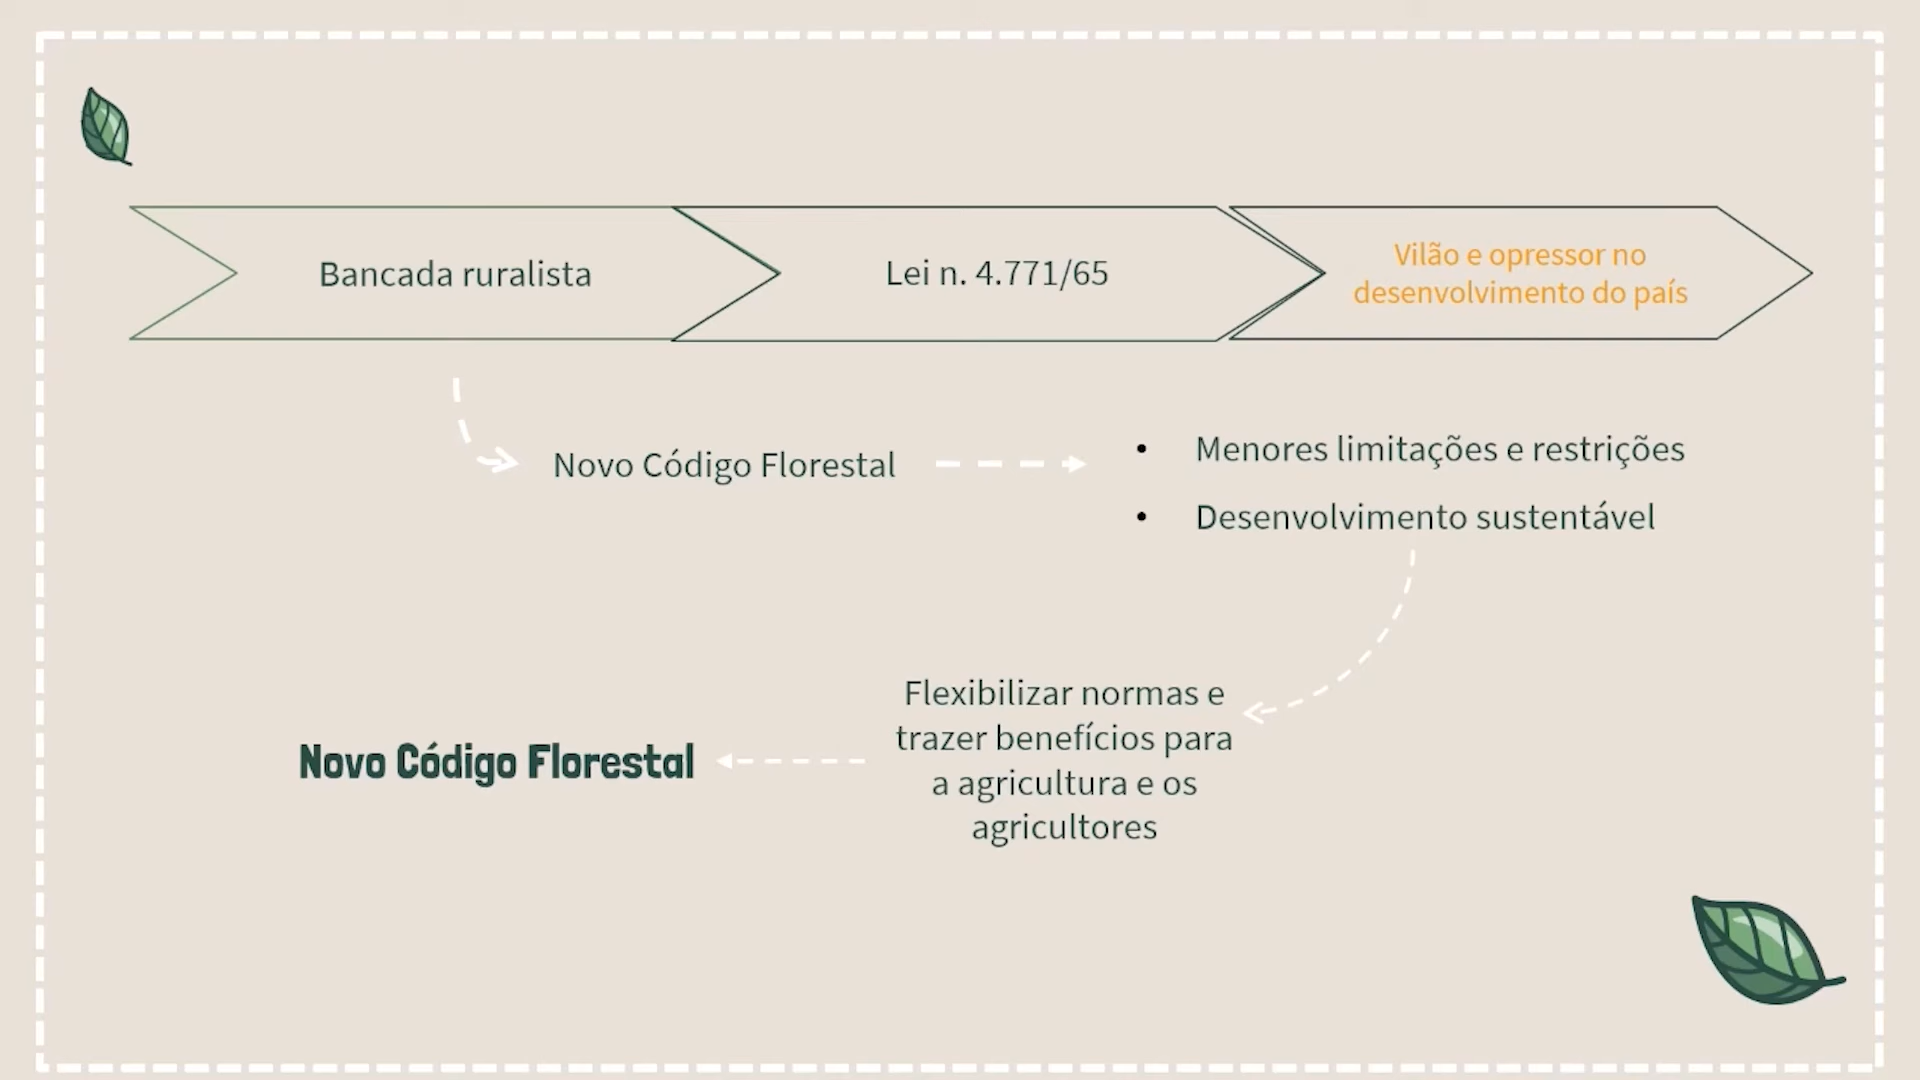 Bancada ruralista
Lei n. 4.771/65
Vilão e opressor no
desenvolvimento do país
Novo Código Florestal
• Menores limitações e restrições
• Desenvolvimento sustentável
Flexibilizar normas e
trazer benefícios para
a agricultura e os
agricultores
Novo Código Florestal